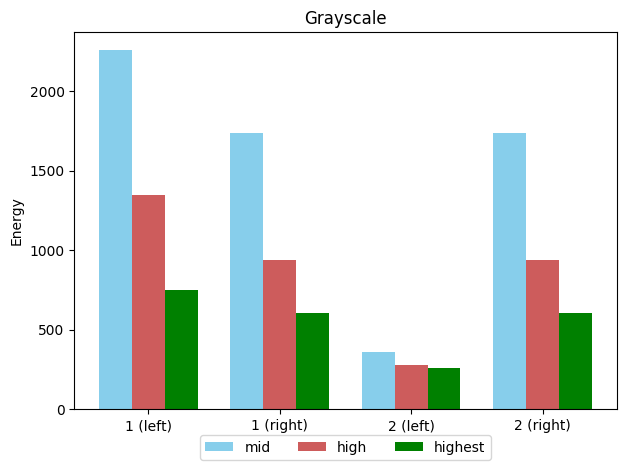 Grayscale
Energy
2000
1500
1000
500
0
1 (left) 1 (right) 2 (left) 2 (right)
mid high highest